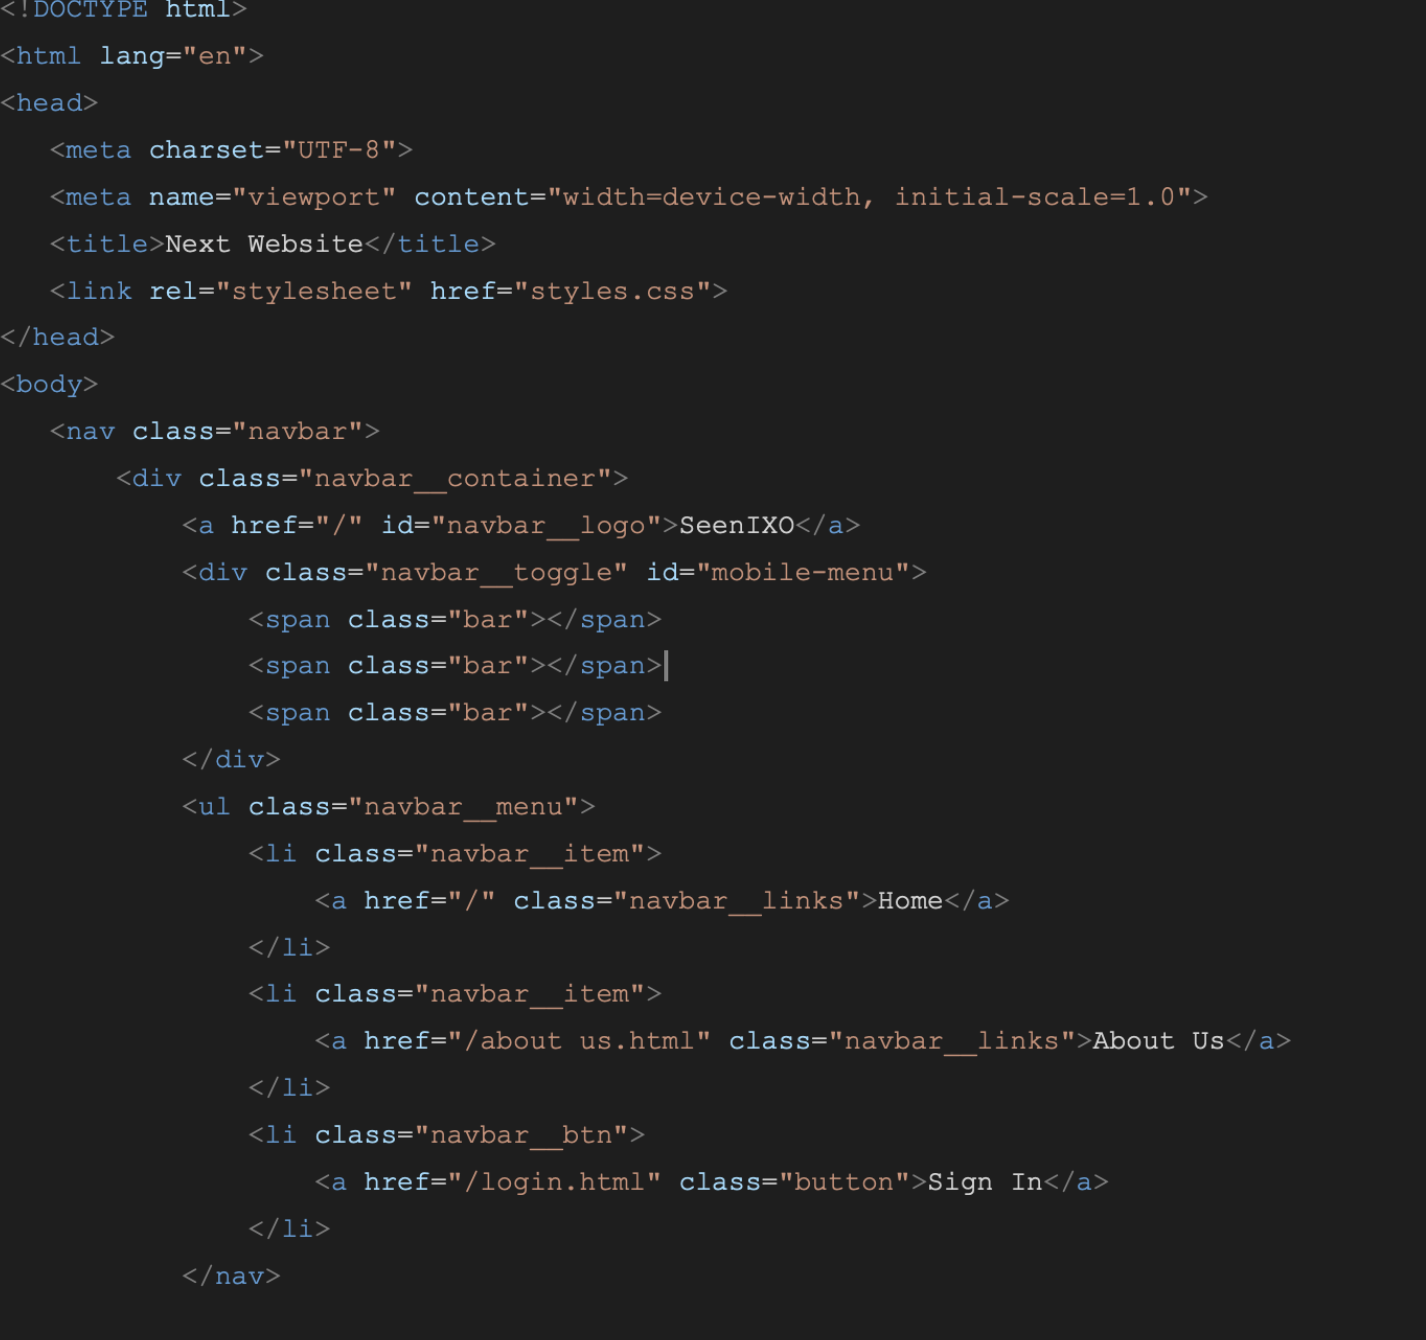 <!DOCTYPE html>
<html lang="en">
<head>
<meta charset="UTF-8">
<meta name="viewport" content="width=device-width, initial-scale=1.0">
<title>Next Website</title>
<link rel="stylesheet" href="styles.css">
</head>
<body>
<nav class="navbar">
<div class="navbar__container">
<a href="/" id="navbar__logo">SeenIXO</a>
<div class="navbar__toggle" id="mobile-menu">
<span class="bar"></span>
<span class="bar"></span>
<span class="bar"></span>
</div>
<ul class="navbar__menu">
<li class="navbar__item">
<a href="/" class="navbar__links">Home</a>
</li>
<li class="navbar__item">
<a href="/about us.html" class="navbar__links">About Us</a>
</li>
<li class="navbar__btn">
<a href="/login.html" class="button">Sign In</a>
</li>
</nav>